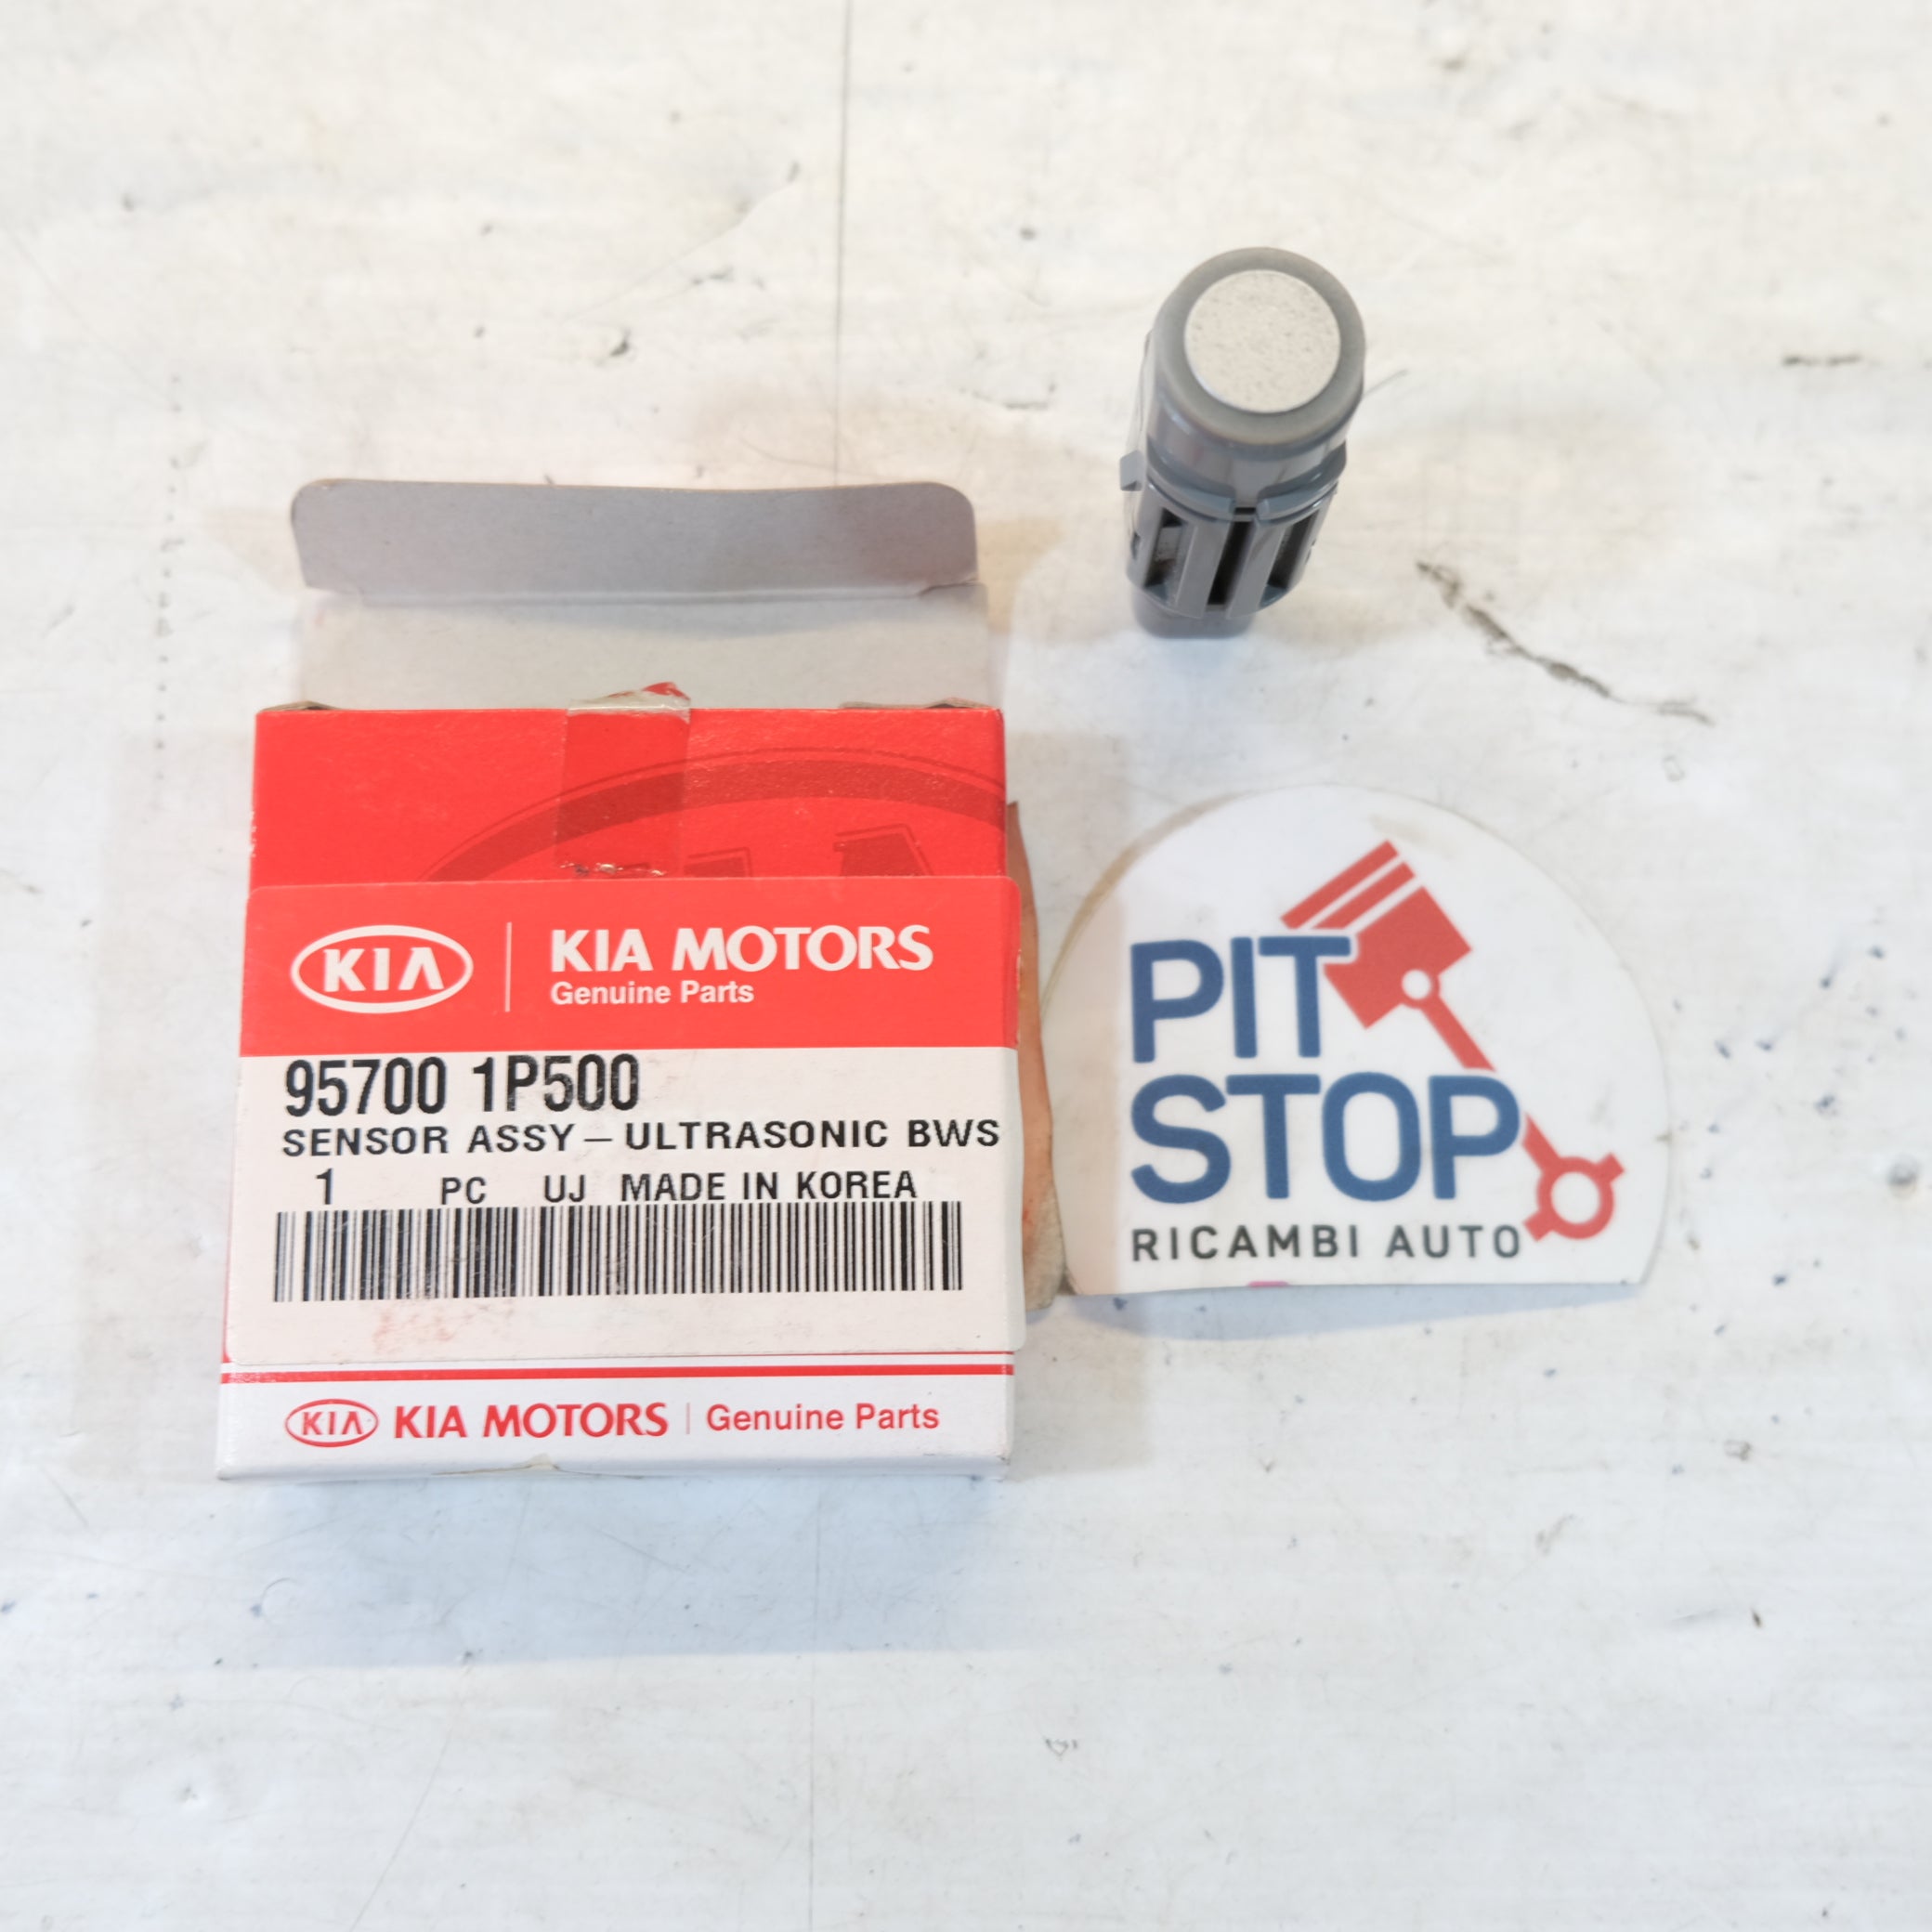 KIA
KIA MOTORS
Genuine Parts
95700 1P500
SENSOR ASSY–ULTRASONIC BWS
1 PC UJ MADE IN KOREA
KIA KIA MOTORS | Genuine Parts
PIT
STOP
RICAMBI AUTO